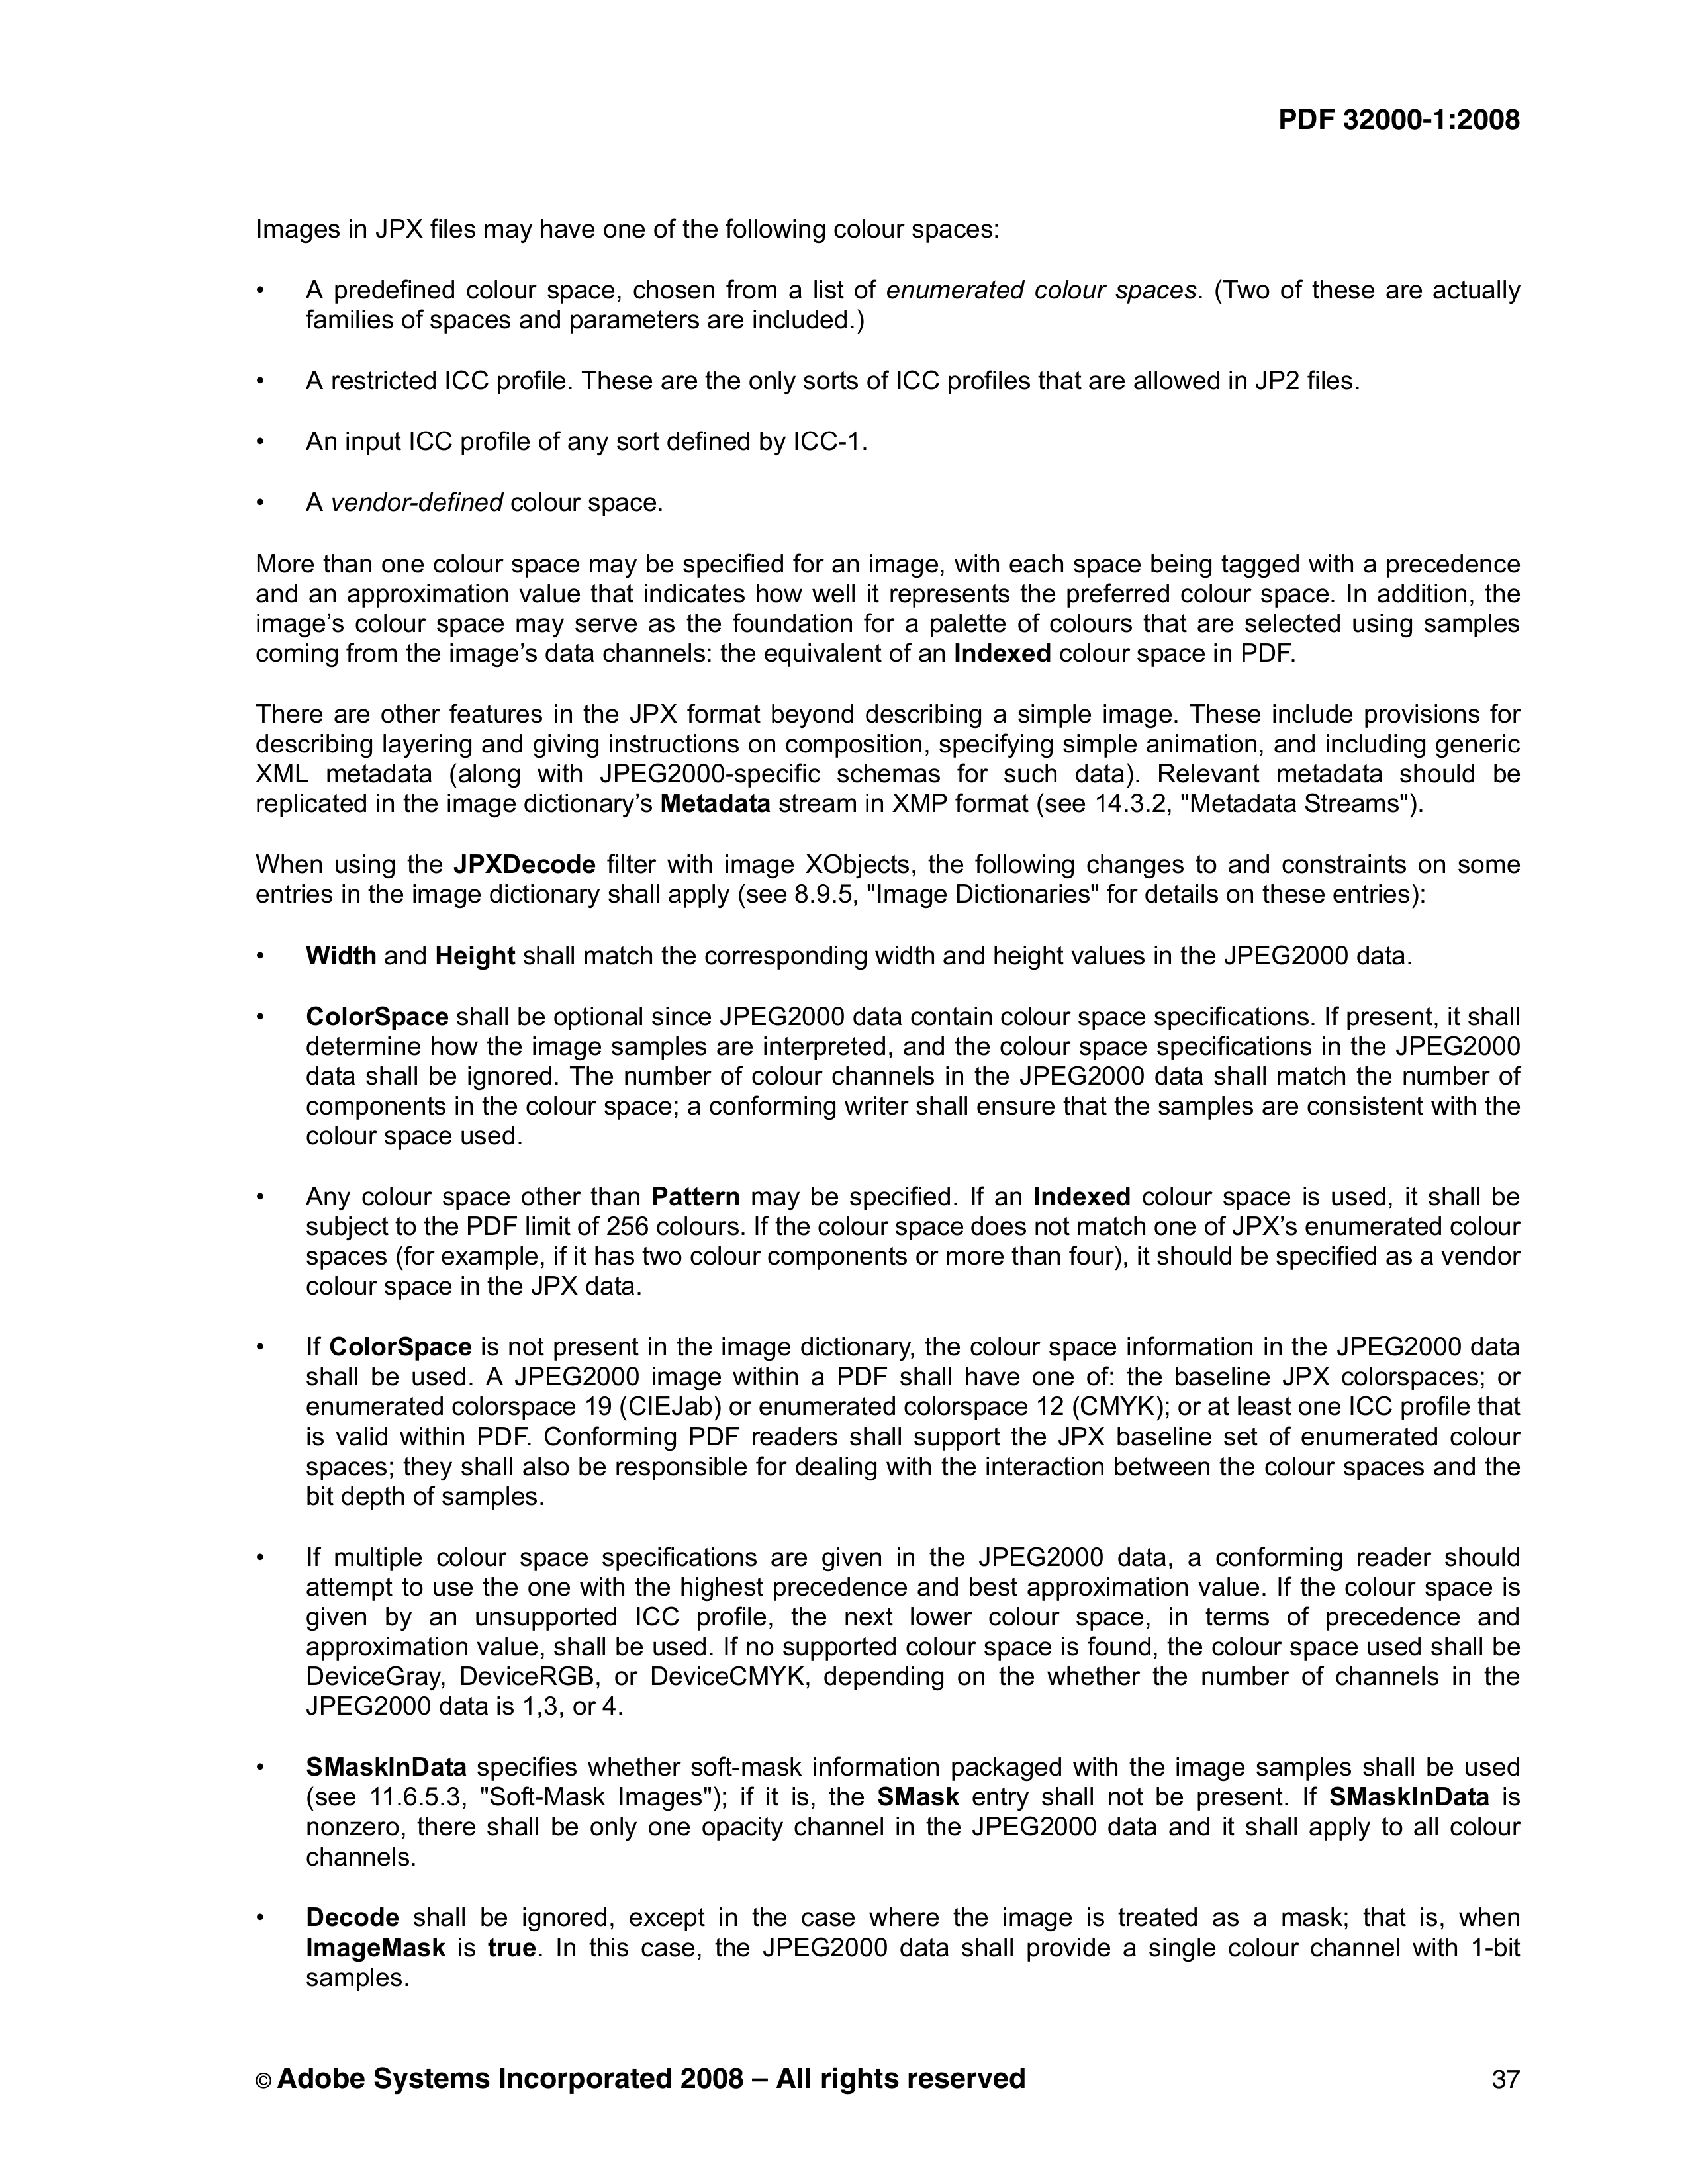 PDF 32000-1:2008
Images in JPX files may have one of the following colour spaces:
• A predefined colour space, chosen from a list of enumerated colour spaces. (Two of these are actually
families of spaces and parameters are included.)
• A restricted ICC profile. These are the only sorts of ICC profiles that are allowed in JP2 files.
• An input ICC profile of any sort defined by ICC-1.
• A vendor-defined colour space.
More than one colour space may be specified for an image, with each space being tagged with a precedence
and an approximation value that indicates how well it represents the preferred colour space. In addition, the
image’s colour space may serve as the foundation for a palette of colours that are selected using samples
coming from the image’s data channels: the equivalent of an Indexed colour space in PDF.
There are other features in the JPX format beyond describing a simple image. These include provisions for
describing layering and giving instructions on composition, specifying simple animation, and including generic
XML metadata (along with JPEG2000-specific schemas for such data). Relevant metadata should be
replicated in the image dictionary’s Metadata stream in XMP format (see 14.3.2, "Metadata Streams").
When using the JPXDecode filter with image XObjects, the following changes to and constraints on some
entries in the image dictionary shall apply (see 8.9.5, "Image Dictionaries" for details on these entries):
• Width and Height shall match the corresponding width and height values in the JPEG2000 data.
• ColorSpace shall be optional since JPEG2000 data contain colour space specifications. If present, it shall
determine how the image samples are interpreted, and the colour space specifications in the JPEG2000
data shall be ignored. The number of colour channels in the JPEG2000 data shall match the number of
components in the colour space; a conforming writer shall ensure that the samples are consistent with the
colour space used.
• Any colour space other than Pattern may be specified. If an Indexed colour space is used, it shall be
subject to the PDF limit of 256 colours. If the colour space does not match one of JPX’s enumerated colour
spaces (for example, if it has two colour components or more than four), it should be specified as a vendor
colour space in the JPX data.
• If ColorSpace is not present in the image dictionary, the colour space information in the JPEG2000 data
shall be used. A JPEG2000 image within a PDF shall have one of: the baseline JPX colorspaces; or
enumerated colorspace 19 (CIEJab) or enumerated colorspace 12 (CMYK); or at least one ICC profile that
is valid within PDF. Conforming PDF readers shall support the JPX baseline set of enumerated colour
spaces; they shall also be responsible for dealing with the interaction between the colour spaces and the
bit depth of samples.
• If multiple colour space specifications are given in the JPEG2000 data, a conforming reader should
attempt to use the one with the highest precedence and best approximation value. If the colour space is
given by an unsupported ICC profile, the next lower colour space, in terms of precedence and
approximation value, shall be used. If no supported colour space is found, the colour space used shall be
DeviceGray, DeviceRGB, or DeviceCMYK, depending on the whether the number of channels in the
JPEG2000 data is 1,3, or 4.
• SMaskInData specifies whether soft-mask information packaged with the image samples shall be used
(see 11.6.5.3, "Soft-Mask Images"); if it is, the SMask entry shall not be present. If SMaskInData is
nonzero, there shall be only one opacity channel in the JPEG2000 data and it shall apply to all colour
channels.
• Decode shall be ignored, except in the case where the image is treated as a mask; that is, when
ImageMask is true. In this case, the JPEG2000 data shall provide a single colour channel with 1-bit
samples.
© Adobe Systems Incorporated 2008 – All rights reserved 37